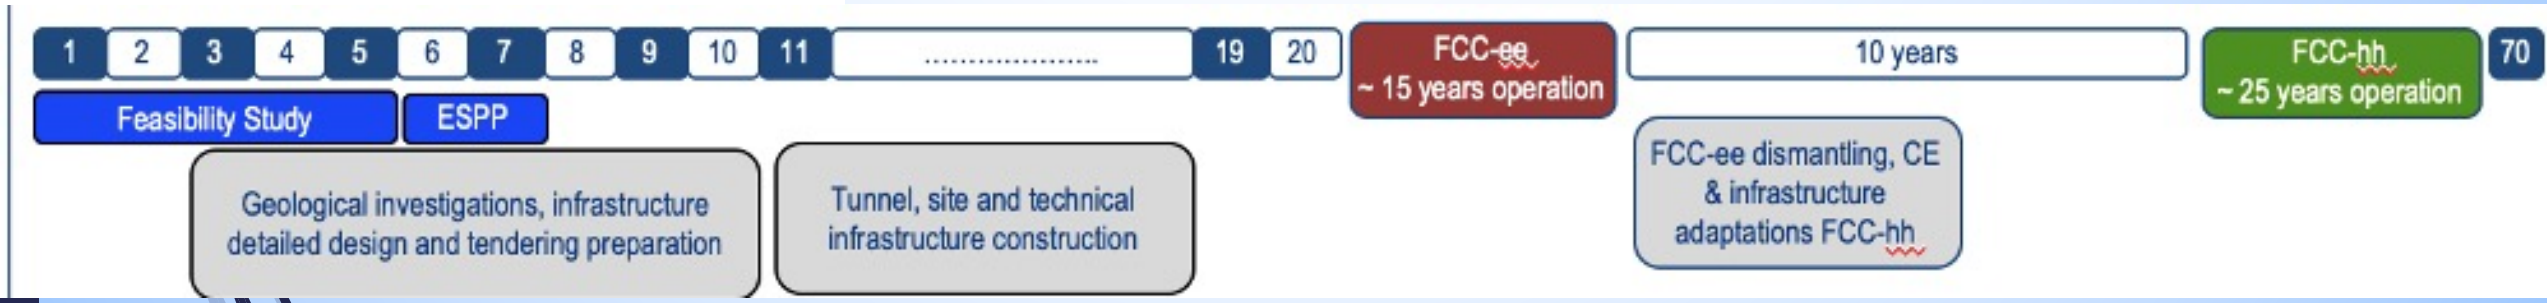 1 2 3 4 5 6 7 8 9 10 11 ..................... 19 20
FCC-ee
~ 15 years operation
10 years
FCC-hh
~ 25 years operation
70
Feasibility Study
ESPP
Geological investigations, infrastructure
detailed design and tendering preparation
Tunnel, site and technical
infrastructure construction
FCC-ee dismantling, CE
& infrastructure
adaptations FCC-hh